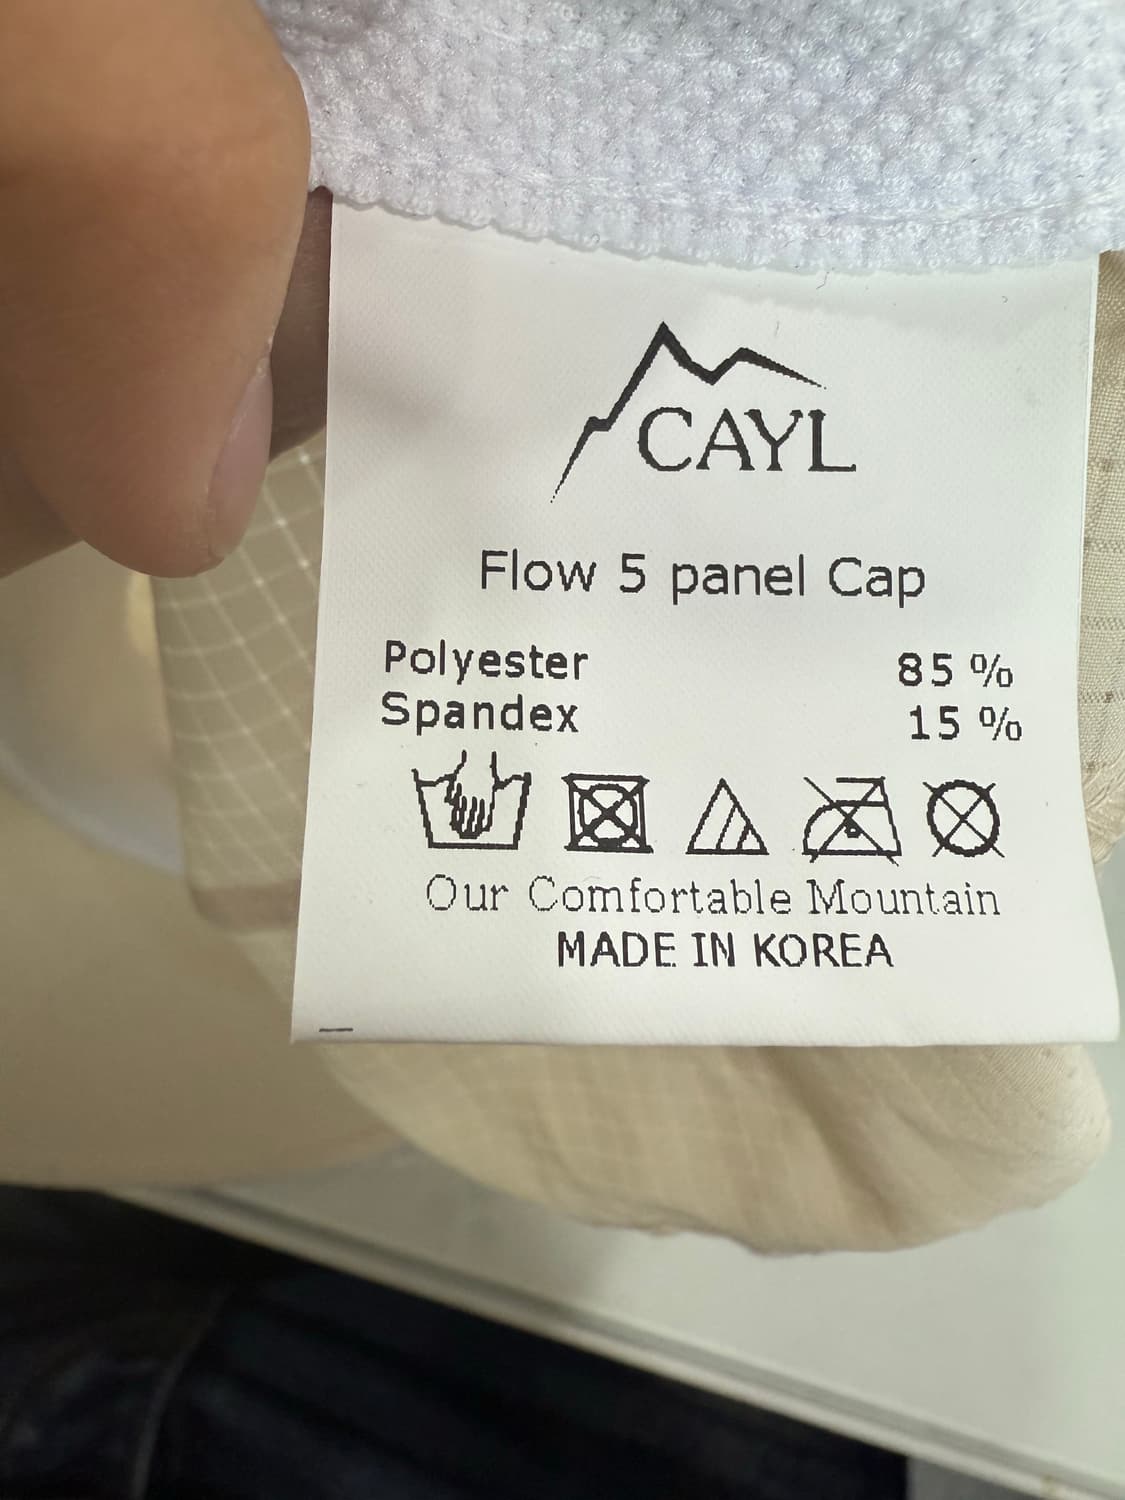 CAYL
Flow 5 panel Cap
Polyester 85 %
Spandex 15 %
Our Comfortable Mountain
MADE IN KOREA